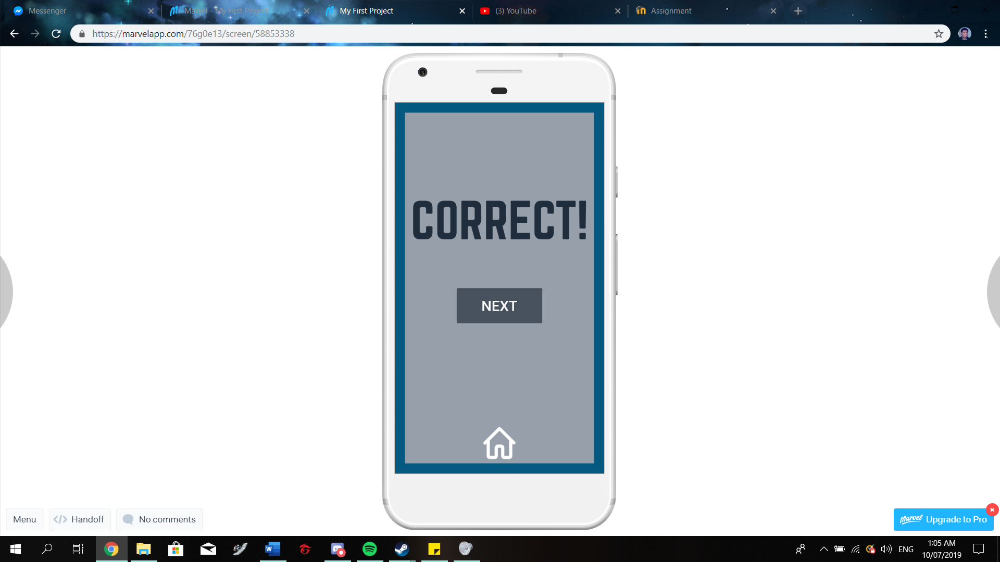 Messenger
Marvel - My First Project
My First Project
(3) YouTube
Assignment
https://marvelapp.com/76g0e13/screen/58853338
CORRECT!
NEXT
Menu
Handoff
No comments
Marvel Upgrade to Pro
ENG
1:05 AM
10/07/2019